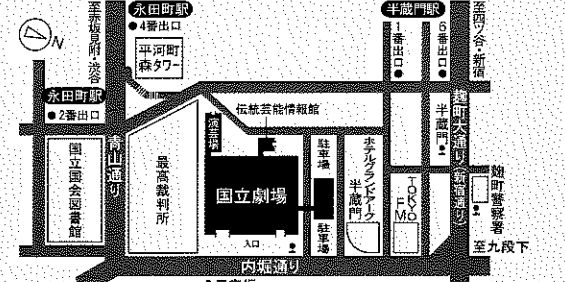 永田町駅
●4番出口
至赤坂見附・渋谷
平河町
森タワー
半蔵門駅
1番出口●
6番出口●
至四ツ谷・新宿
N
永田町駅
●2番出口
青山通り
国立国会図書館
最高裁判所
伝統芸能情報館
演芸場
国立劇場
入口
駐車場
駐車場
ホテルグランドアーク
半蔵門
TOKYO
FM
半蔵門
麹町大通り(新宿通り)
麹町警察署
至九段下
内堀通り